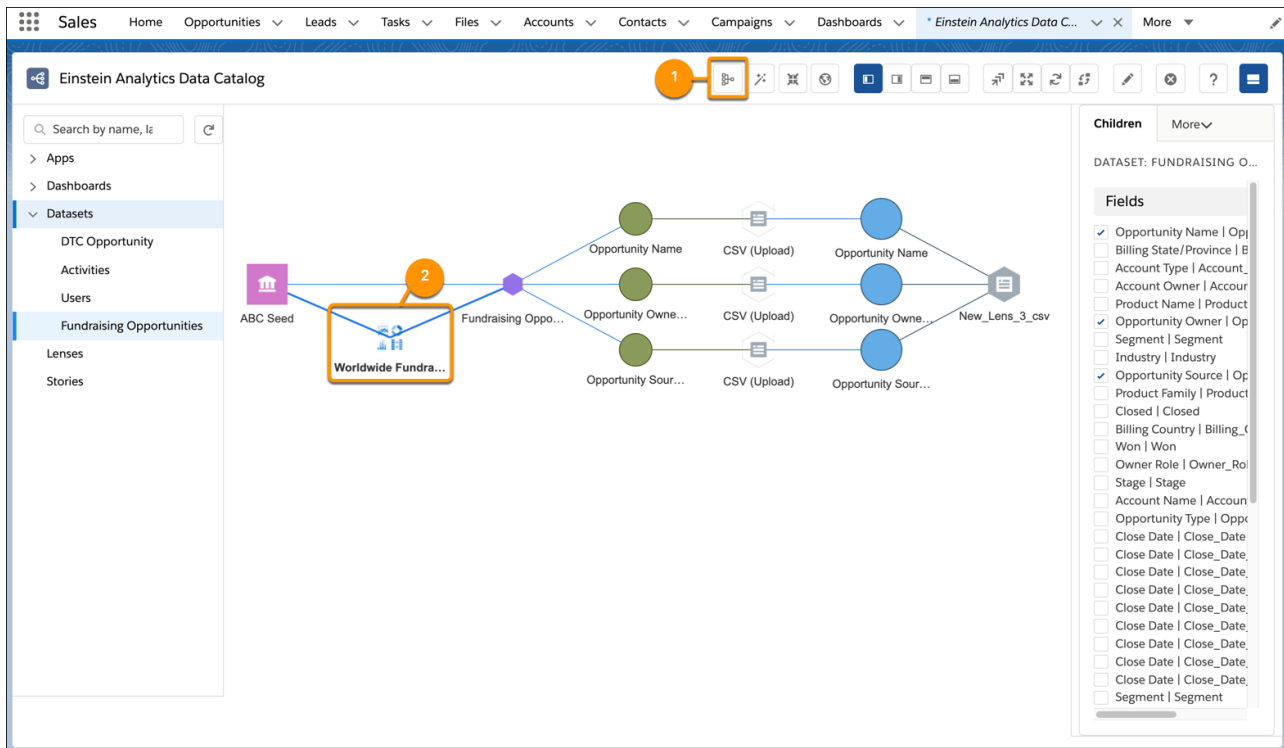 Sales Home Opportunities Leads Tasks Files Accounts Contacts Campaigns Dashboards * Einstein Analytics Data C... More
Einstein Analytics Data Catalog
1
?
Search by name, la
Apps
Dashboards
Datasets
DTC Opportunity
Activities
Users
Fundraising Opportunities
Lenses
Stories
2
ABC Seed
Worldwide Fundra...
Fundraising Oppo...
Opportunity Name
CSV (Upload)
Opportunity Name
Opportunity Owne...
CSV (Upload)
Opportunity Owne...
New_Lens_3_csv
Opportunity Sour...
CSV (Upload)
Opportunity Sour...
Children More
DATASET: FUNDRAISING O...
Fields
Opportunity Name | Opp
Billing State/Province | B
Account Type | Account_
Account Owner | Accoun
Product Name | Product
Opportunity Owner | Op
Segment | Segment
Industry | Industry
Opportunity Source | Op
Product Family | Product
Closed | Closed
Billing Country | Billing_C
Won | Won
Owner Role | Owner_Rol
Stage | Stage
Account Name | Accoun
Opportunity Type | Oppo
Close Date | Close_Date
Close Date | Close_Date_
Close Date | Close_Date_
Close Date | Close_Date_
Close Date | Close_Date_
Close Date | Close_Date_
Close Date | Close_Date_
Close Date | Close_Date_
Close Date | Close_Date_
Segment | Segment